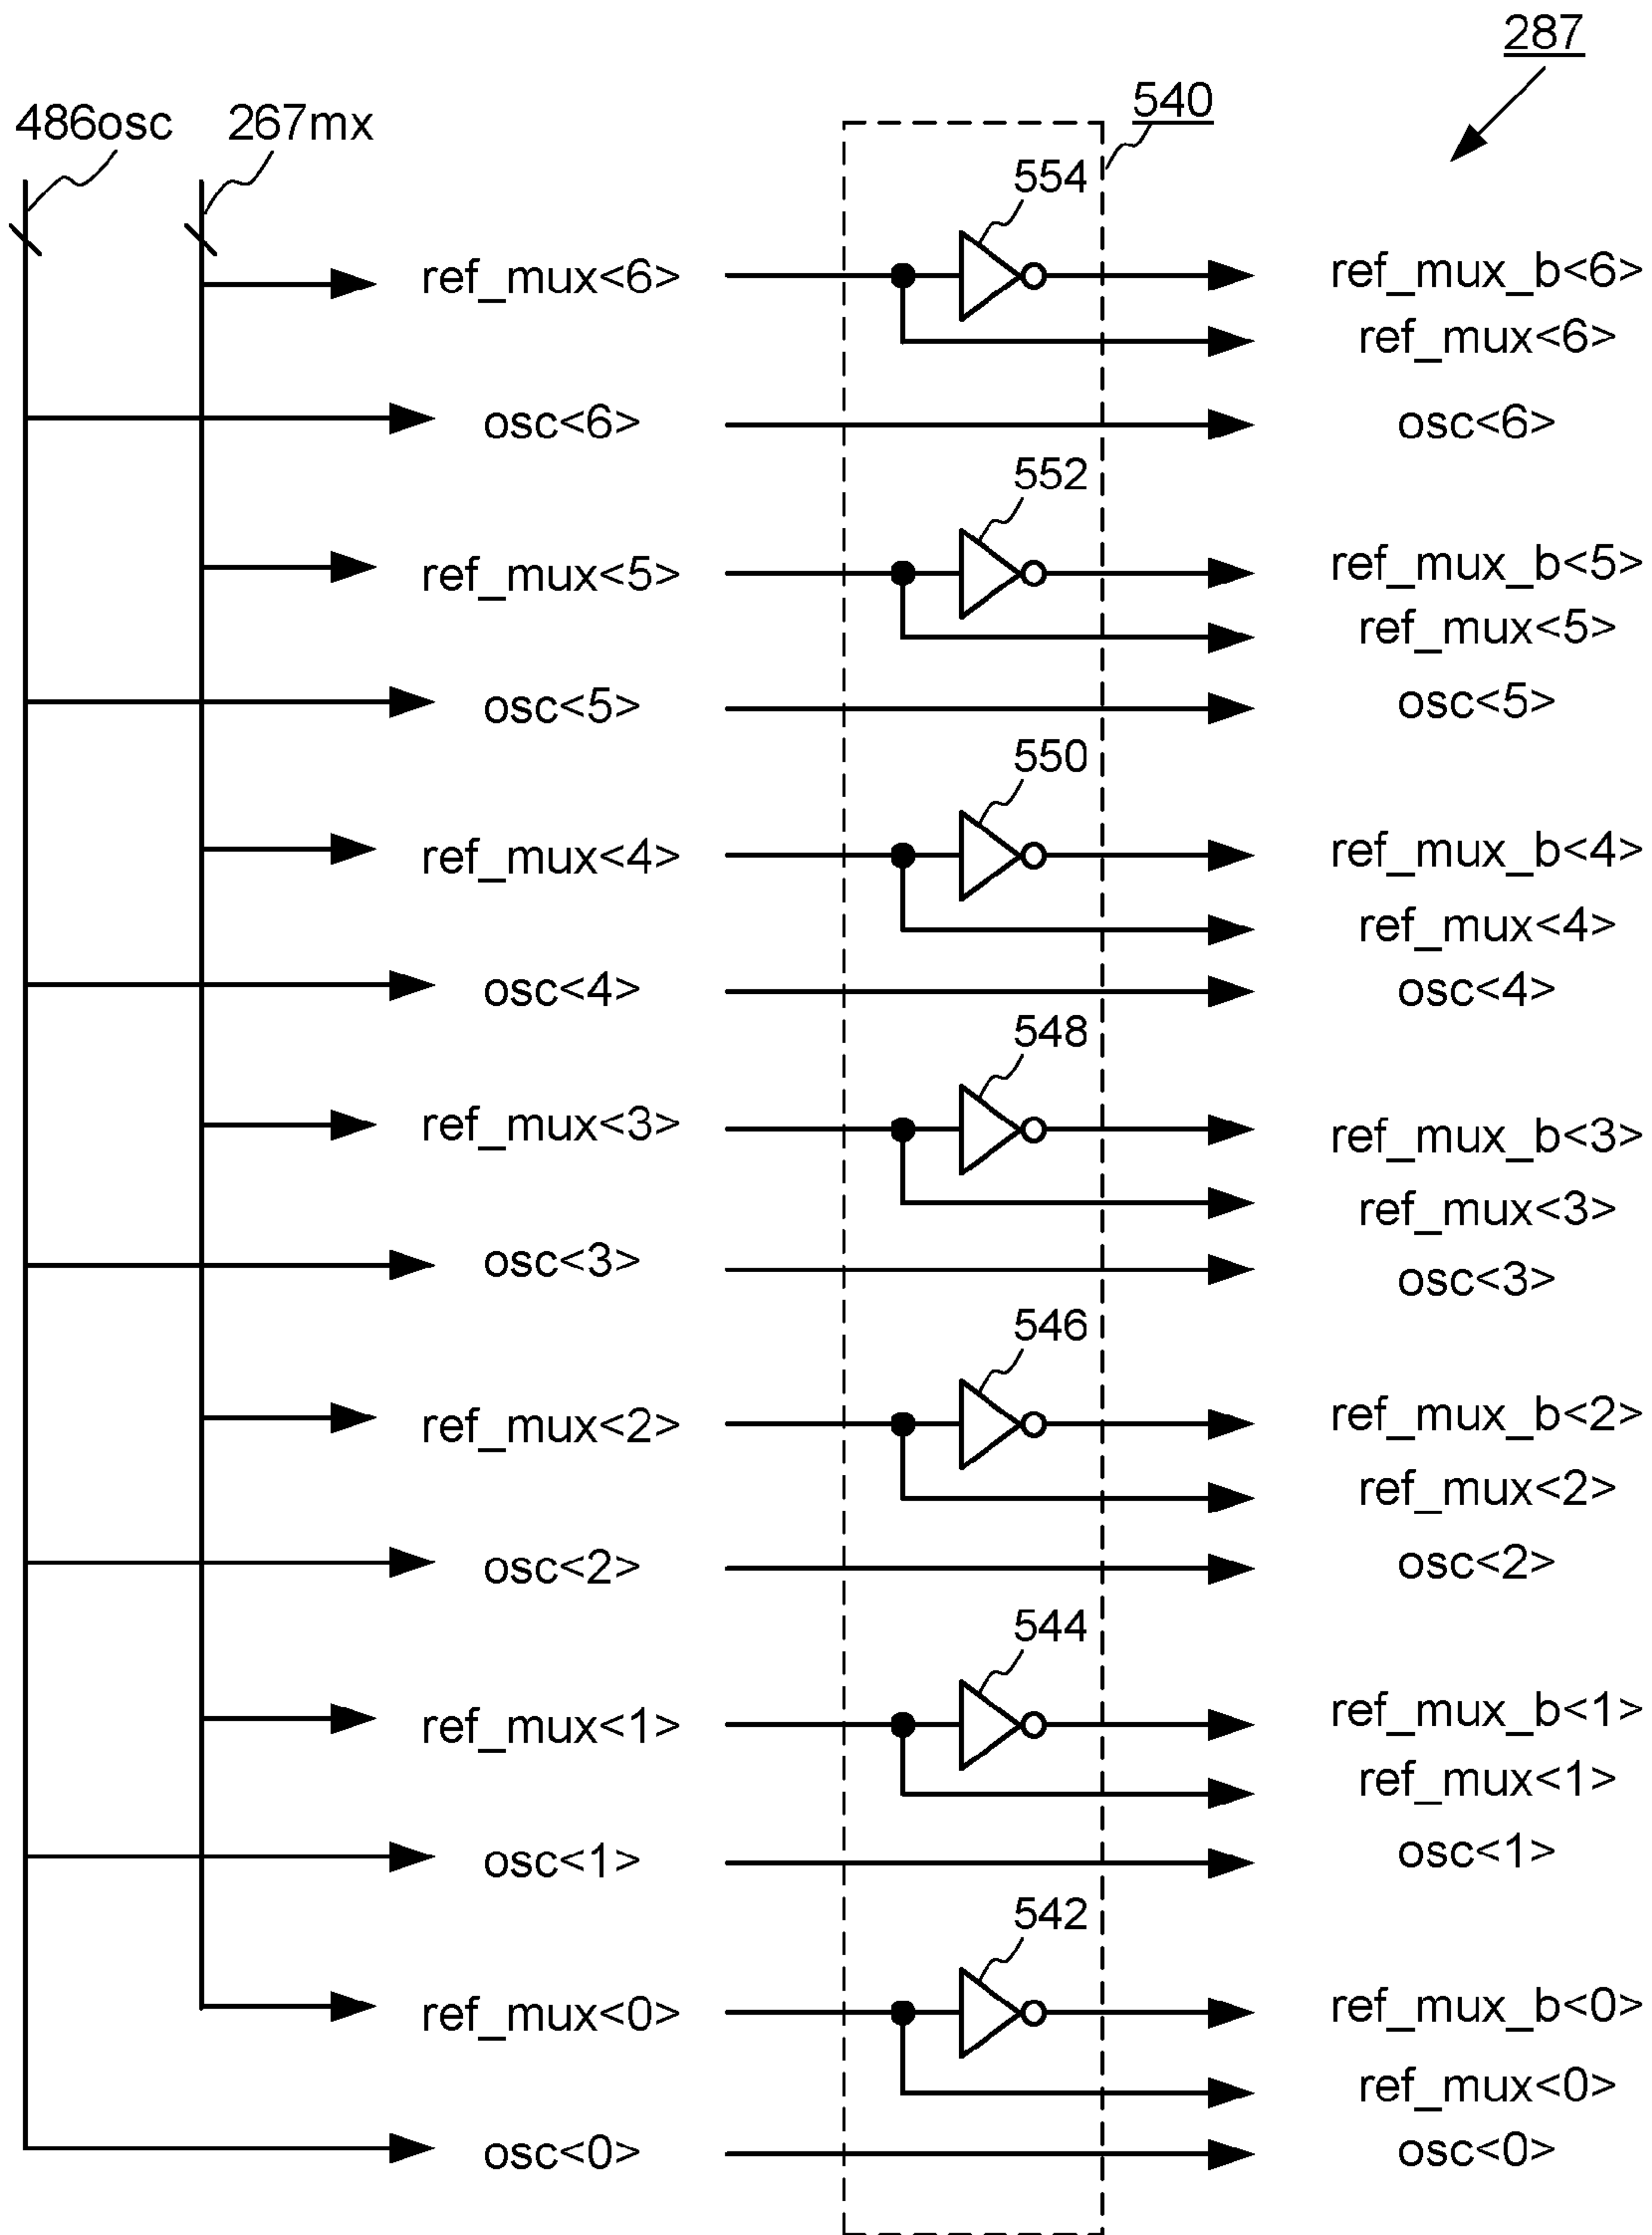 287
540
486osc 267mx
554
ref_mux<6> ref_mux_b<6>
ref_mux<6>
osc<6> osc<6>
552
ref_mux<5> ref_mux_b<5>
ref_mux<5>
osc<5> osc<5>
550
ref_mux<4> ref_mux_b<4>
ref_mux<4>
osc<4> osc<4>
548
ref_mux<3> ref_mux_b<3>
ref_mux<3>
osc<3> osc<3>
546
ref_mux<2> ref_mux_b<2>
ref_mux<2>
osc<2> osc<2>
544
ref_mux<1> ref_mux_b<1>
ref_mux<1>
osc<1> osc<1>
542
ref_mux<0> ref_mux_b<0>
ref_mux<0>
osc<0> osc<0>